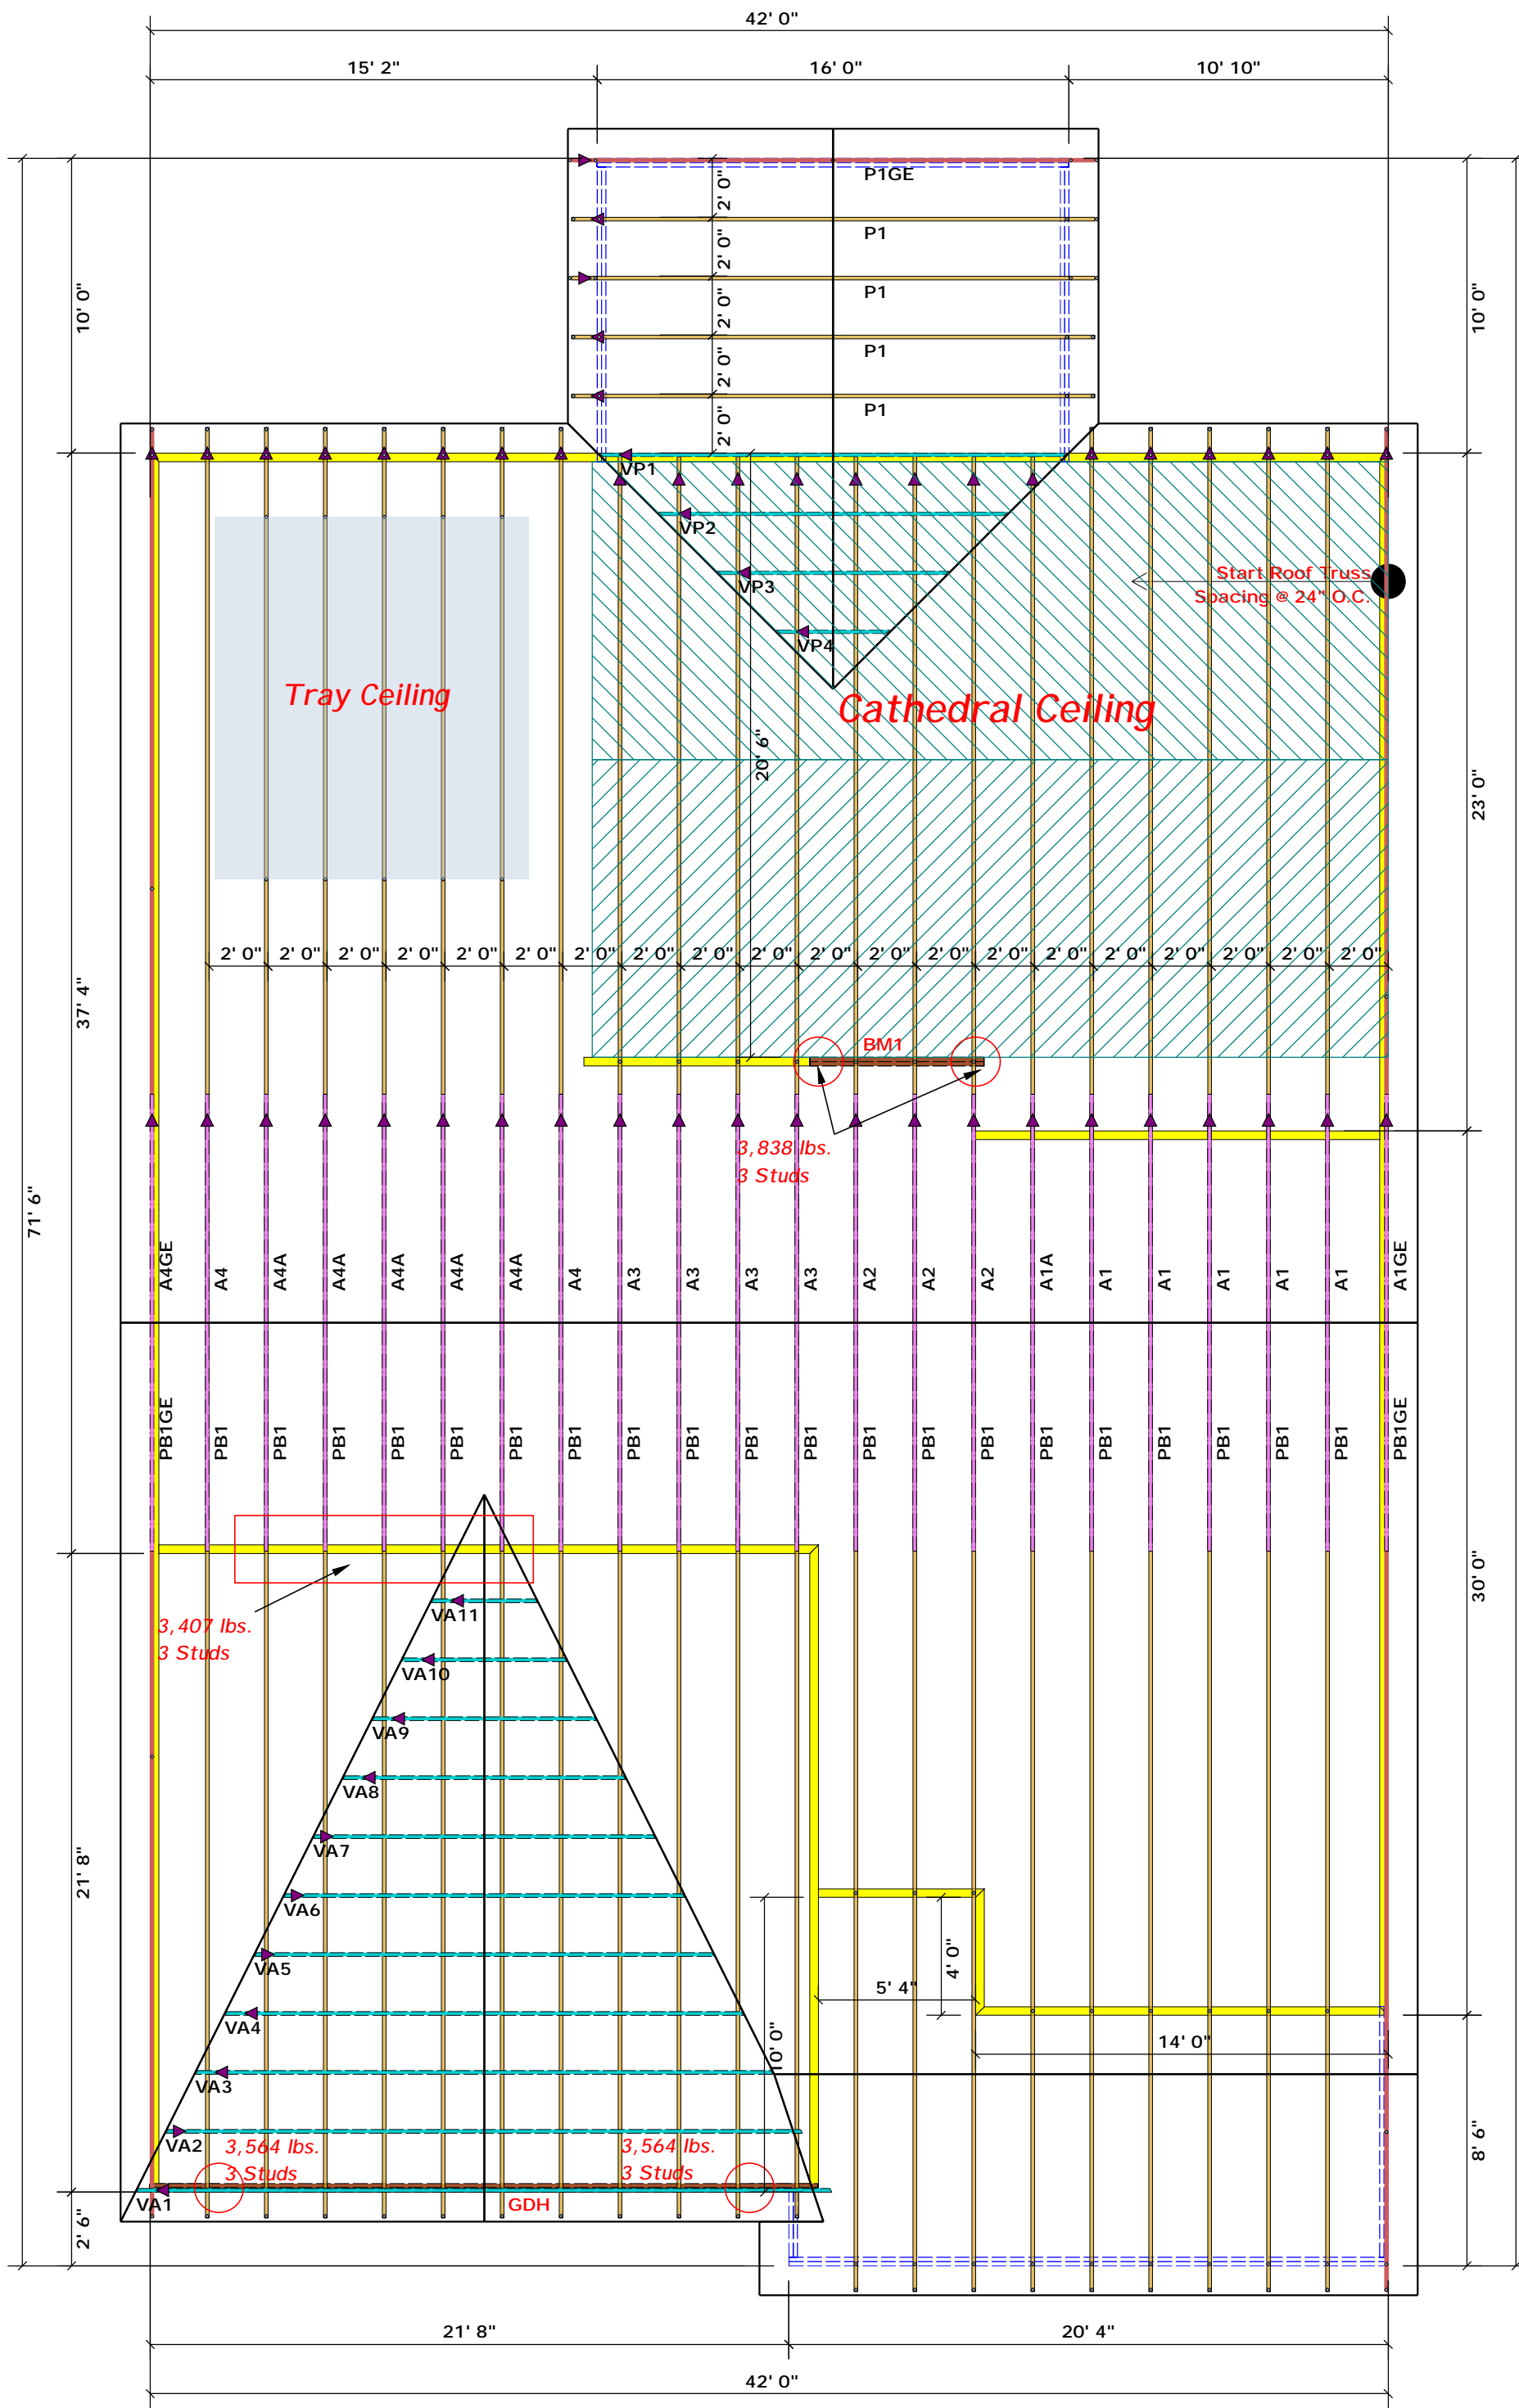 42' 0"
15' 2"
16' 0"
10' 10"
P1GE
2' 0"
P1
2' 0"
P1
2' 0"
P1
2' 0"
P1
2' 0"
10' 0"
10' 0"
VP1
VP2
VP3
VP4
Start Roof Truss
Spacing @ 24" O.C.
Tray Ceiling
Cathedral Ceiling
20' 6"
23' 0"
2' 0" 2' 0" 2' 0" 2' 0" 2' 0" 2' 0" 2' 0" 2' 0" 2' 0" 2' 0" 2' 0" 2' 0" 2' 0" 2' 0" 2' 0" 2' 0" 2' 0" 2' 0" 2' 0" 2' 0"
37' 4"
BM1
3,838 lbs.
3 Studs
71' 6"
A4GE A4 A4A A4A A4A A4A A4A A4 A3 A3 A3 A3 A2 A2 A2 A1A A1 A1 A1 A1 A1 A1GE
PB1GE PB1 PB1 PB1 PB1 PB1 PB1 PB1 PB1 PB1 PB1 PB1 PB1 PB1 PB1 PB1 PB1 PB1 PB1 PB1 PB1 PB1GE
30' 0"
3,407 lbs.
3 Studs
VA11
VA10
VA9
VA8
VA7
VA6
VA5
VA4
VA3
VA2
VA1
21' 8"
4' 0"
5' 4"
10' 0"
14' 0"
8' 6"
3,564 lbs.
3 Studs
3,564 lbs.
3 Studs
GDH
2' 6"
21' 8"
20' 4"
42' 0"